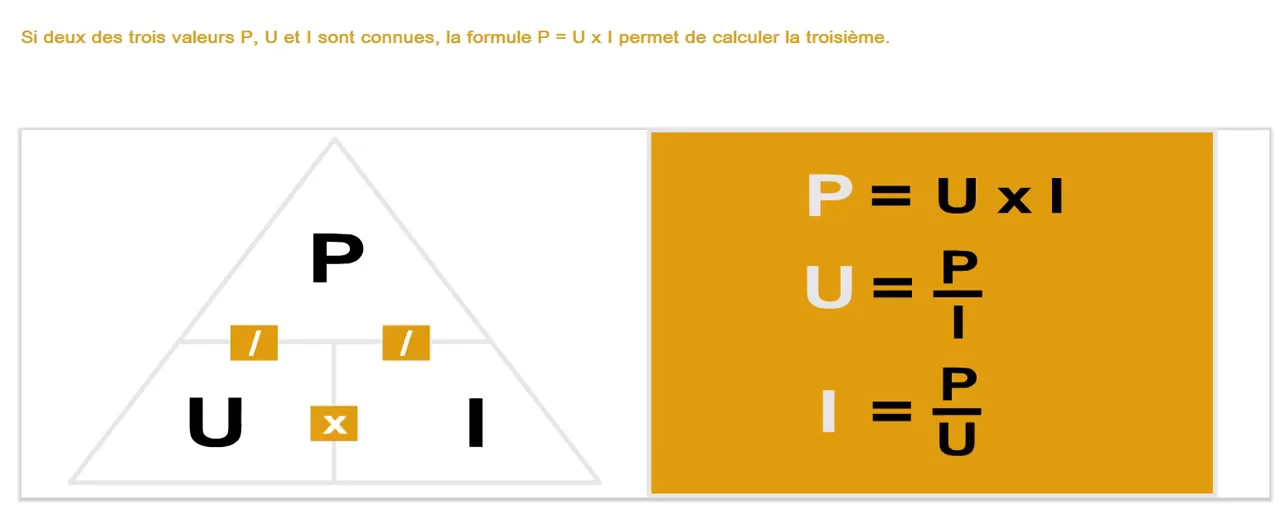 Si deux des trois valeurs P, U et I sont connues, la formule P = U x I permet de calculer la troisième.
P
/ /
U x I
P = U x I
U = P
I
I = P
U